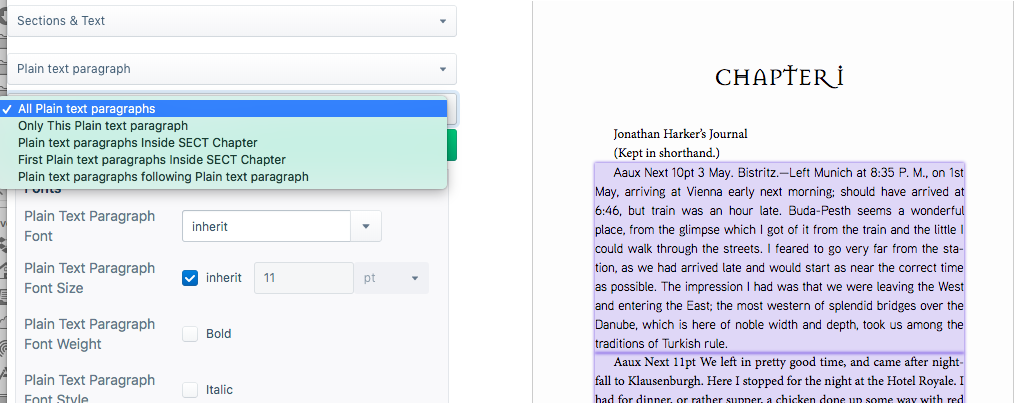 Sections & Text
Plain text paragraph
All Plain text paragraphs
Only This Plain text paragraph
Plain text paragraphs Inside SECT Chapter
First Plain text paragraphs Inside SECT Chapter
Plain text paragraphs following Plain text paragraph
Fonts
Plain Text Paragraph
Font
inherit
Plain Text Paragraph
Font Size
inherit
11
pt
Plain Text Paragraph
Font Weight
Bold
Plain Text Paragraph
Font Style
Italic
CHAPTER I
Jonathan Harker's Journal
(Kept in shorthand.)
Aaux Next 10pt 3 May. Bistritz.—Left Munich at 8:35 P. M., on 1st
May, arriving at Vienna early next morning; should have arrived at
6:46, but train was an hour late. Buda-Pesth seems a wonderful
place, from the glimpse which I got of it from the train and the little I
could walk through the streets. I feared to go very far from the sta-
tion, as we had arrived late and would start as near the correct time
as possible. The impression I had was that we were leaving the West
and entering the East; the most western of splendid bridges over the
Danube, which is here of noble width and depth, took us among the
traditions of Turkish rule.
Aaux Next 11pt We left in pretty good time, and came after night-
fall to Klausenburgh. Here I stopped for the night at the Hotel Royale. I
had for dinner, or rather supper, a chicken done up some way with red